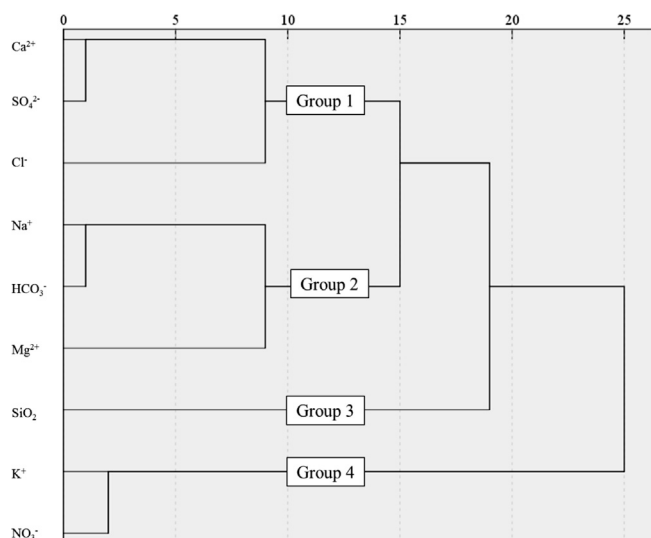 0 5 10 15 20 25
Ca²⁺
SO₄²⁻
Group 1
Cl⁻
Na⁺
HCO₃⁻
Group 2
Mg²⁺
SiO₂
Group 3
K⁺
Group 4
NO₃⁻